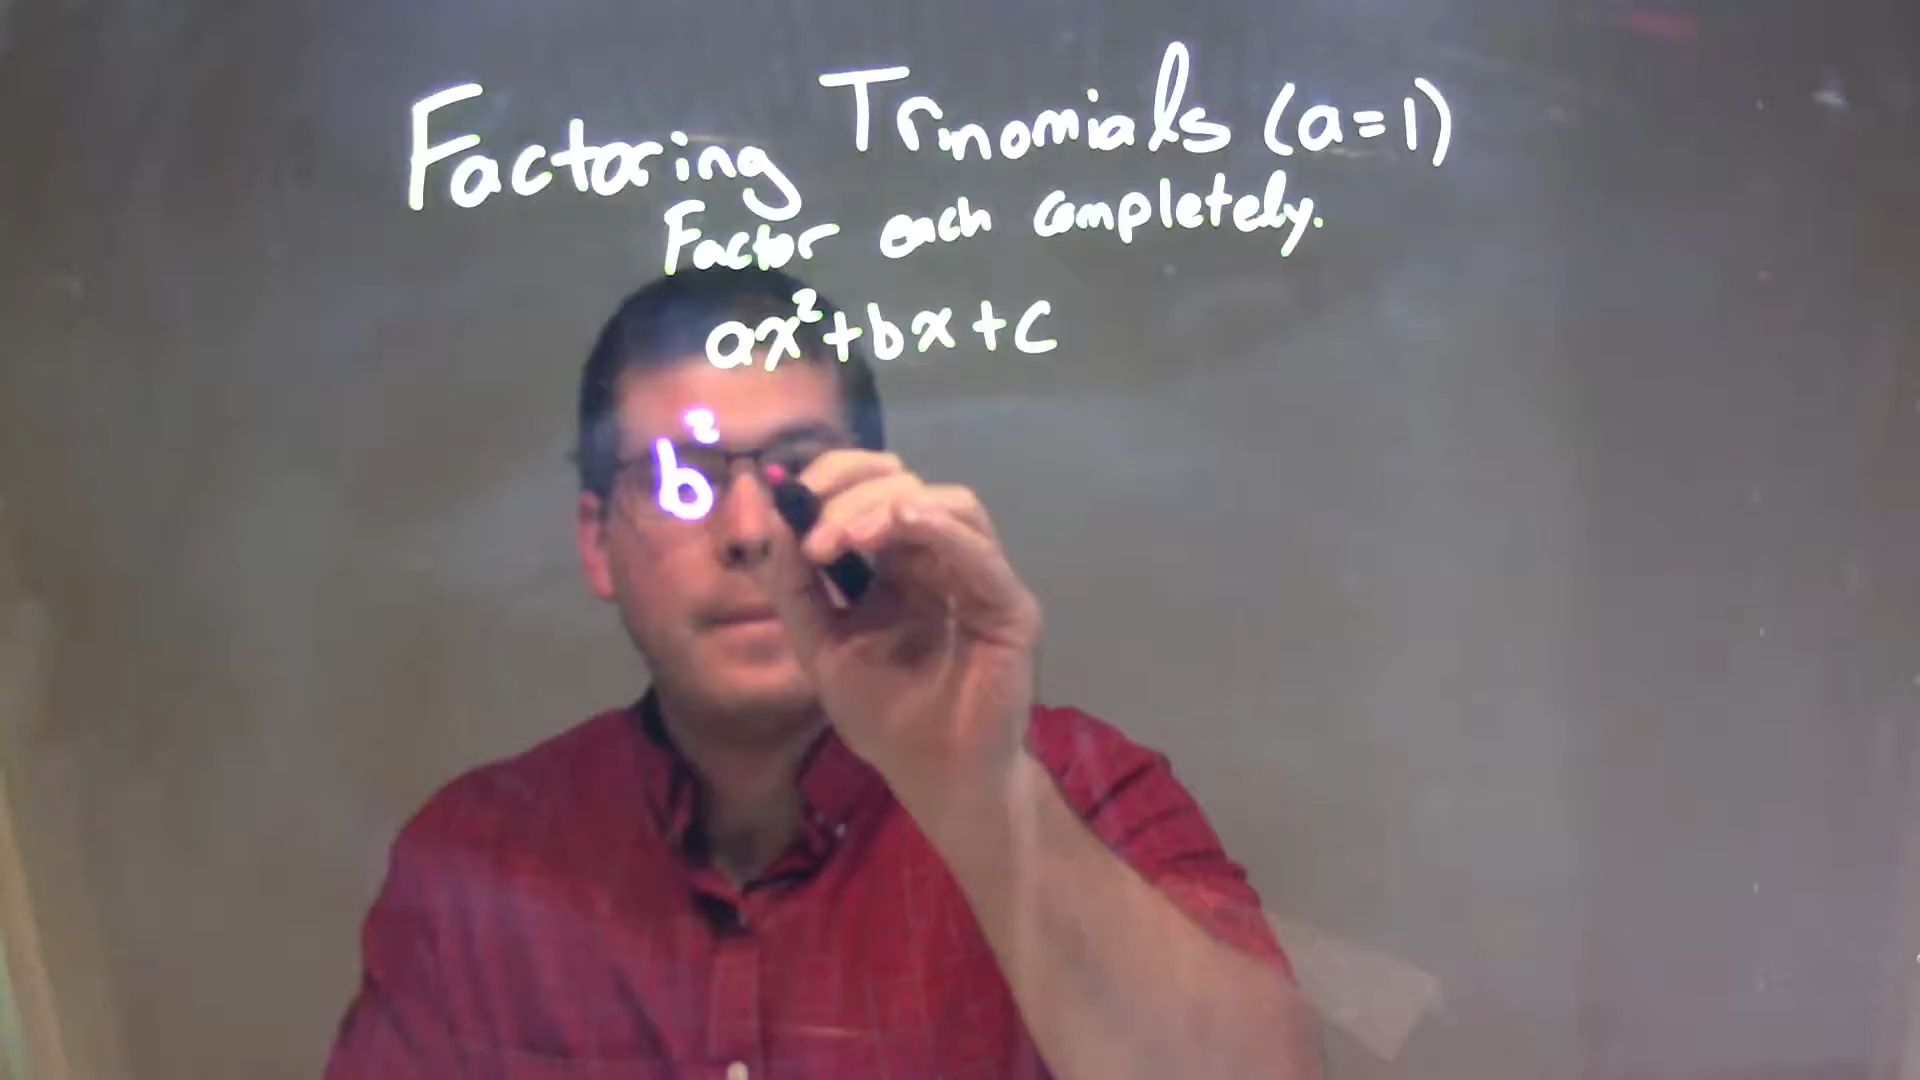 Factoring Trinomials (a=1)
Factor each completely.
ax²+bx+c
b²